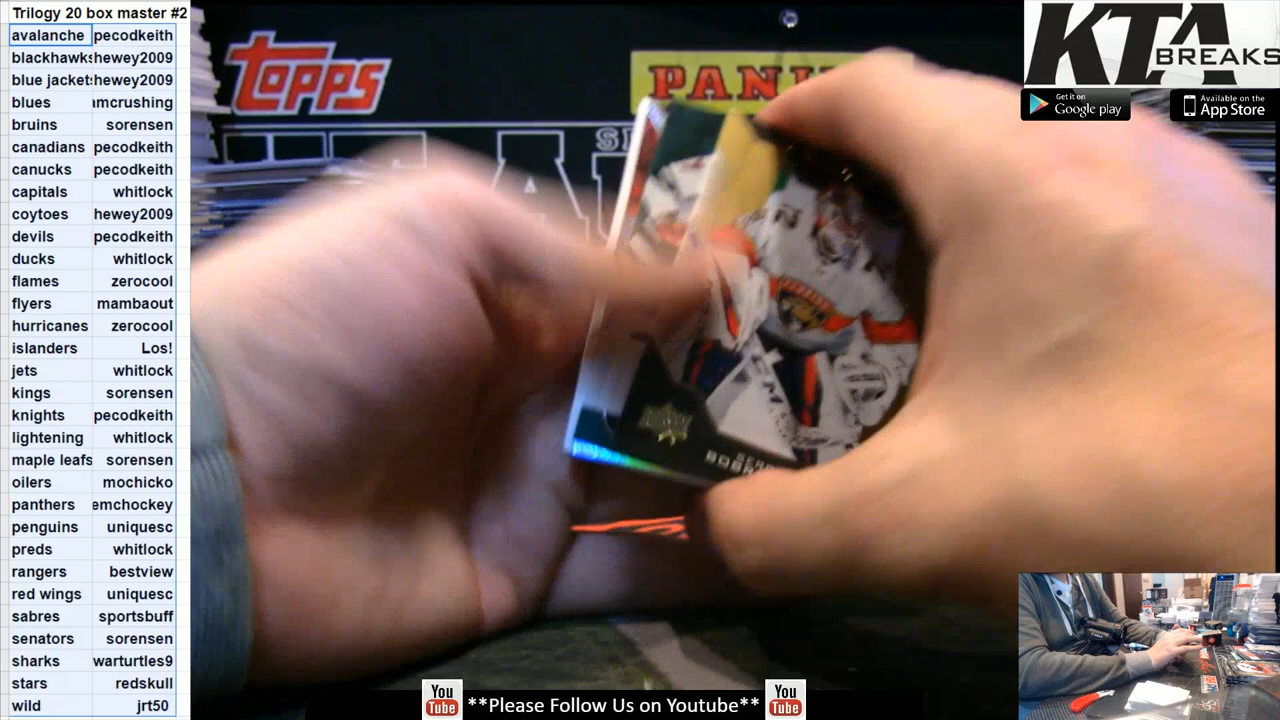 Trilogy 20 box master #2
avalanche pecodkeith
blackhawks hewey2009
blue jackets hewey2009
blues amcrushing
bruins sorensen
canadians pecodkeith
canucks pecodkeith
capitals whitlock
coytoes hewey2009
devils pecodkeith
ducks whitlock
flames zerocool
flyers mambaout
hurricanes zerocool
islanders Los!
jets whitlock
kings sorensen
knights pecodkeith
lightening whitlock
maple leafs sorensen
oilers mochicko
panthers emchockey
penguins uniquesc
preds whitlock
rangers bestview
red wings uniquesc
sabres sportsbuff
senators sorensen
sharks warturtles9
stars redskull
wild jrt50
TOPPS
PANI
KTA
BREAKS
Get it on
Google play
Available on the
App Store
You
Tube
**Please Follow Us on Youtube**
You
Tube